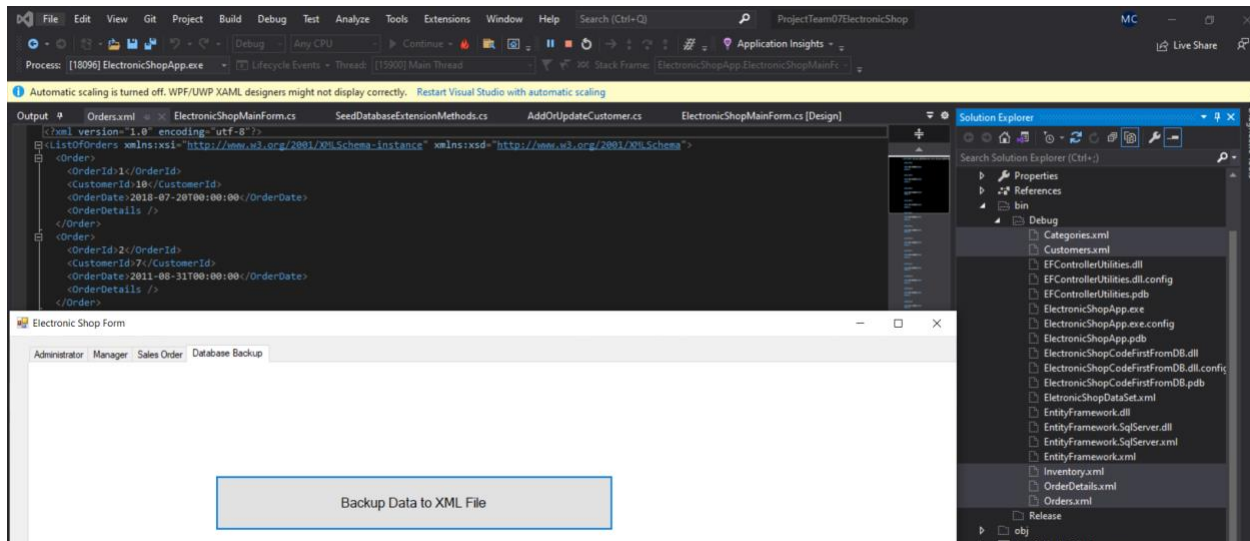 File Edit View Git Project Build Debug Test Analyze Tools Extensions Window Help Search (Ctrl+Q) ProjectTeam07ElectronicShop MC
Debug Any CPU Continue Application Insights Live Share
Process: [18096] ElectronicShopApp.exe Lifecycle Events Thread: [15900] Main Thread Stack Frame: ElectronicShopApp.ElectronicShopMainFc
Automatic scaling is turned off. WPF/UWP XAML designers might not display correctly. Restart Visual Studio with automatic scaling
Output Orders.xml ElectronicShopMainForm.cs SeedDatabaseExtensionMethods.cs AddOrUpdateCustomer.cs ElectronicShopMainForm.cs [Design]
<?xml version="1.0" encoding="utf-8"?>
<ListOfOrders xmlns:xsi="http://www.w3.org/2001/XMLSchema-instance" xmlns:xsd="http://www.w3.org/2001/XMLSchema">
<Order>
<OrderId>1</OrderId>
<CustomerId>10</CustomerId>
<OrderDate>2018-07-20T00:00:00</OrderDate>
<OrderDetails />
</Order>
<Order>
<OrderId>2</OrderId>
<CustomerId>7</CustomerId>
<OrderDate>2011-08-31T00:00:00</OrderDate>
<OrderDetails />
</Order>
Electronic Shop Form
Administrator Manager Sales Order Database Backup
Backup Data to XML File
Solution Explorer
Search Solution Explorer (Ctrl+;)
Properties
References
bin
Debug
Categories.xml
Customers.xml
EFControllerUtilities.dll
EFControllerUtilities.dll.config
EFControllerUtilities.pdb
ElectronicShopApp.exe
ElectronicShopApp.exe.config
ElectronicShopApp.pdb
ElectronicShopCodeFirstFromDB.dll
ElectronicShopCodeFirstFromDB.dll.config
ElectronicShopCodeFirstFromDB.pdb
EletronicShopDataSet.xml
EntityFramework.dll
EntityFramework.SqlServer.dll
EntityFramework.SqlServer.xml
EntityFramework.xml
Inventory.xml
OrderDetails.xml
Orders.xml
Release
obj